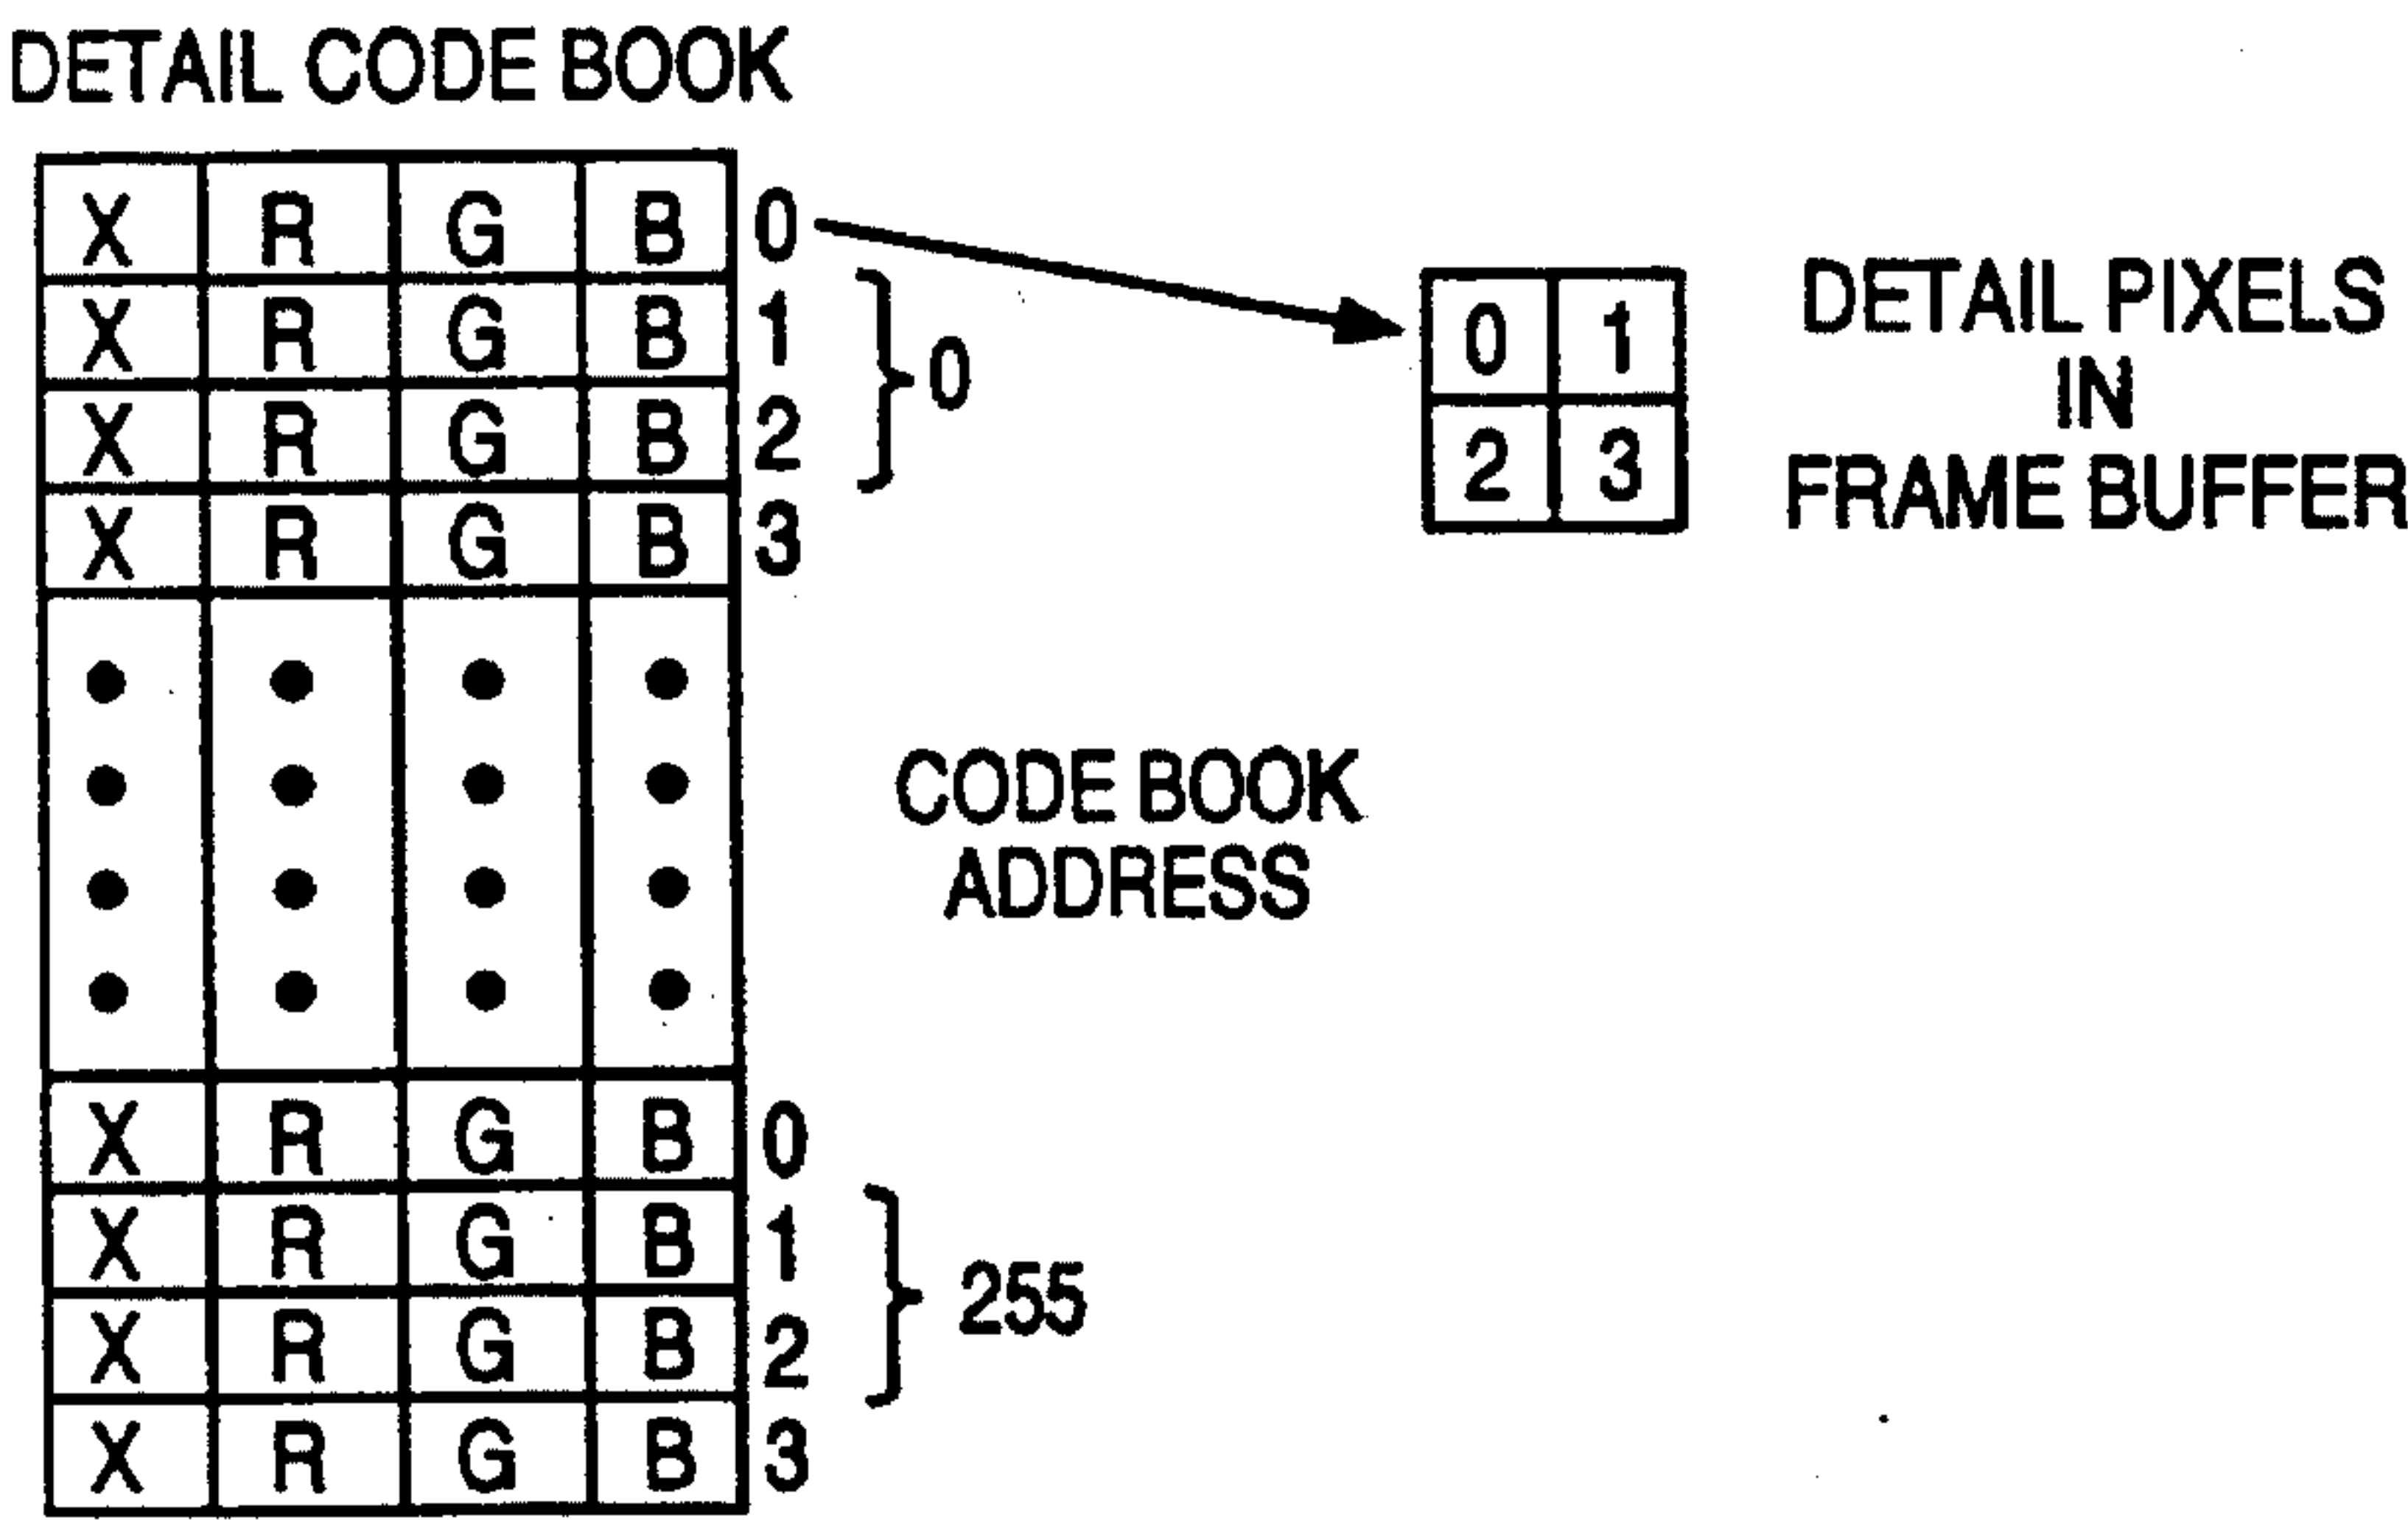 DETAIL CODE BOOK
X R G B 0
X R G B 1
X R G B 2
X R G B 3
0
0 1
2 3
DETAIL PIXELS
IN
FRAME BUFFER
CODE BOOK
ADDRESS
X R G B 0
X R G B 1
X R G B 2
X R G B 3
255